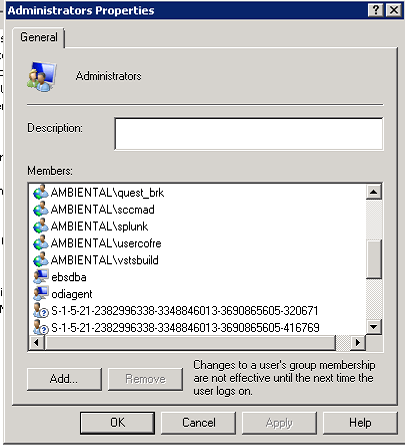 Administrators Properties
General
Administrators
Description:
Members:
AMBIENTAL\quest_brk
AMBIENTAL\sccmad
AMBIENTAL\splunk
AMBIENTAL\usercofre
AMBIENTAL\vstsbuild
ebsdba
odiagent
S-1-5-21-2382996338-3348846013-3690865605-320671
S-1-5-21-2382996338-3348846013-3690865605-416769
Add...
Remove
Changes to a user's group membership
are not effective until the next time the
user logs on.
OK
Cancel
Apply
Help